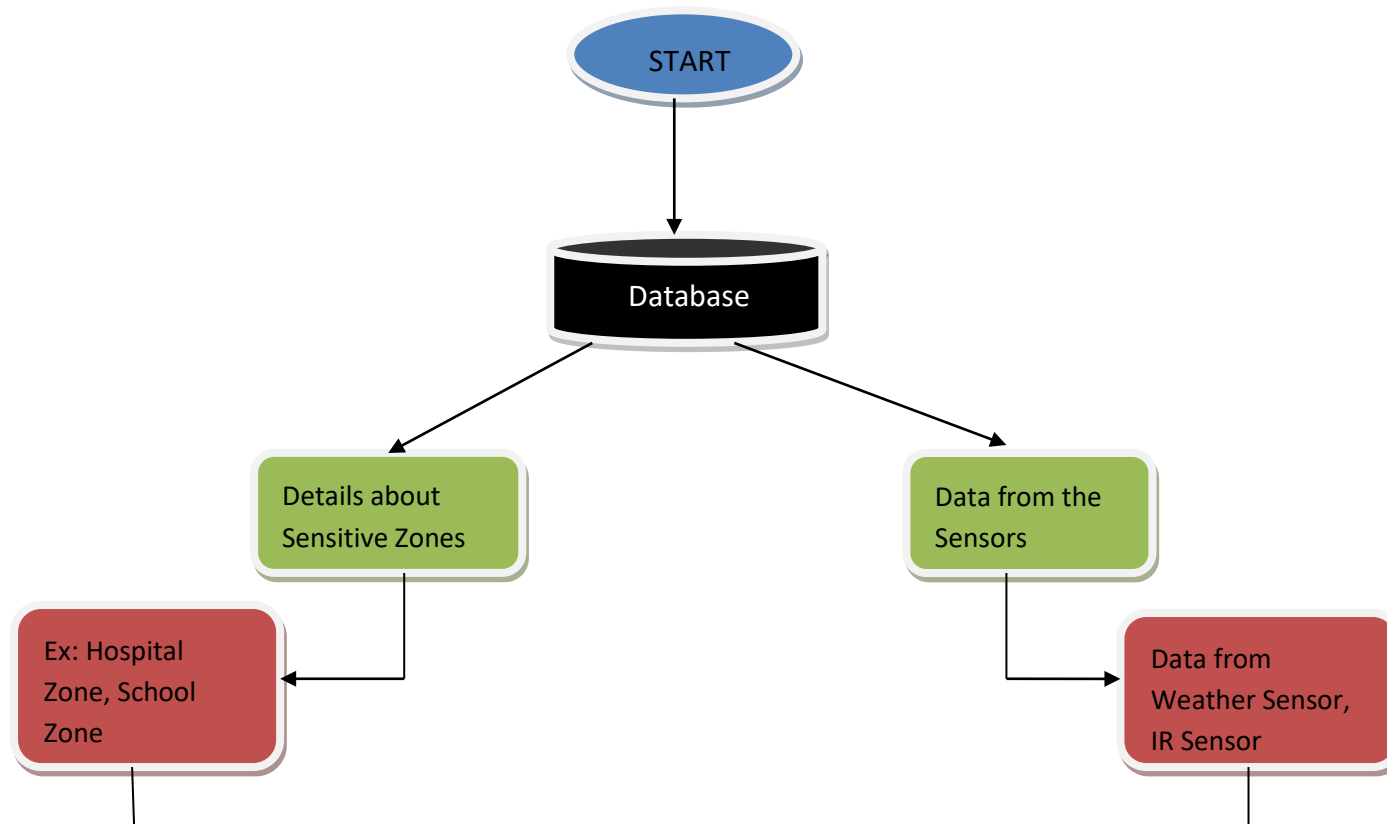 START
Database
Details about
Sensitive Zones
Data from the
Sensors
Ex: Hospital
Zone, School
Zone
Data from
Weather Sensor,
IR Sensor